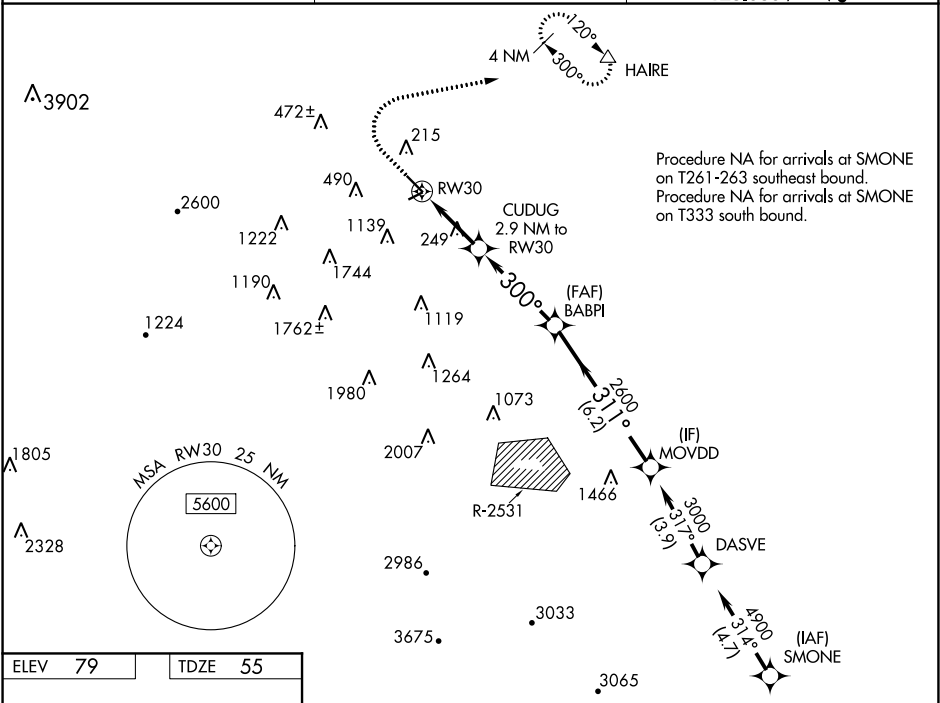 120°
4 NM
300°
HAIRE
3902
472±
215
Procedure NA for arrivals at SMONE
on T261-263 southeast bound.
Procedure NA for arrivals at SMONE
on T333 south bound.
490
RW30
2600
CUDUG
2.9 NM to
RW30
1222
1139
249
1744
1190
300°
(FAF)
BABPI
1762±
1119
1224
1264
1980
2600
311°
(6.2)
1073
(IF)
MOVDD
2007
1805
MSA RW30 25 NM
5600
1466
R-2531
3000
317°
(3.9)
2328
DASVE
2986
3033
4900
314°
(4.7)
(IAF)
SMONE
3675
3065
ELEV 79
TDZE 55